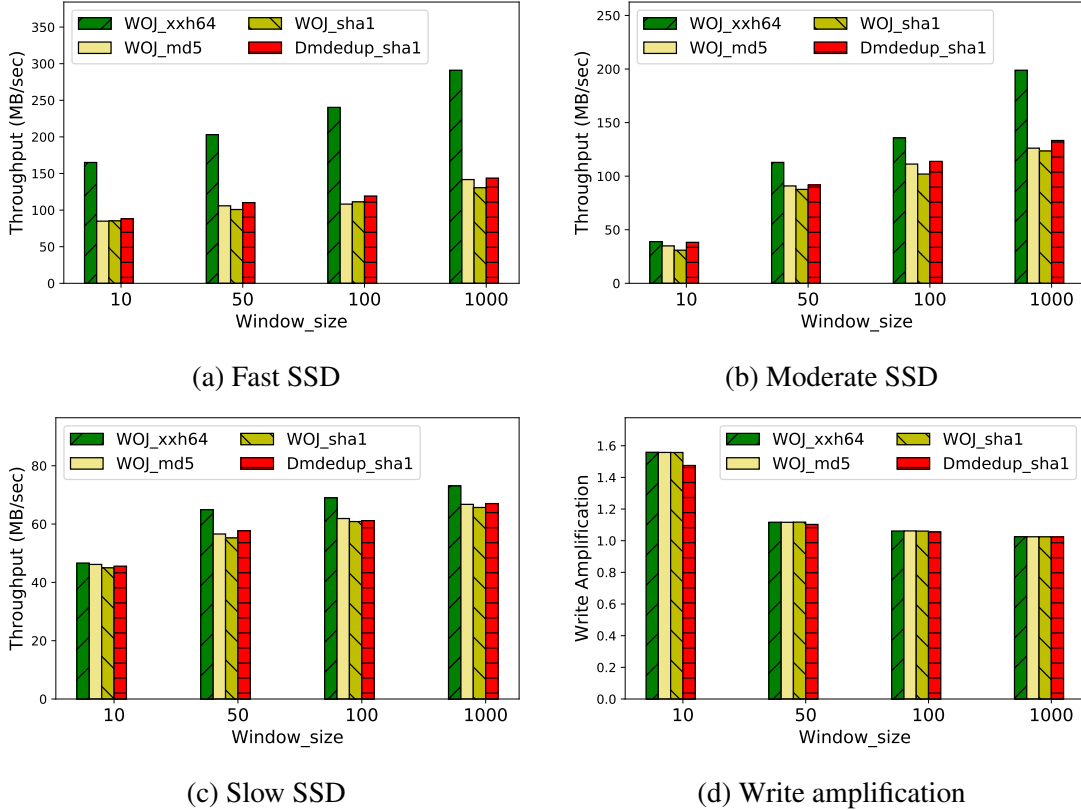 WOJ_xxh64
WOJ_md5
WOJ_sha1
Dmdedup_sha1
Throughput (MB/sec)
350
300
250
200
150
100
50
0
10 50 100 1000
Window_size
(a) Fast SSD
WOJ_xxh64
WOJ_md5
WOJ_sha1
Dmdedup_sha1
Throughput (MB/sec)
250
200
150
100
50
0
10 50 100 1000
Window_size
(b) Moderate SSD
WOJ_xxh64
WOJ_md5
WOJ_sha1
Dmdedup_sha1
Throughput (MB/sec)
80
60
40
20
0
10 50 100 1000
Window_size
(c) Slow SSD
WOJ_xxh64
WOJ_md5
WOJ_sha1
Dmdedup_sha1
Write Amplification
1.6
1.4
1.2
1.0
0.8
0.6
0.4
0.2
0.0
10 50 100 1000
Window_size
(d) Write amplification